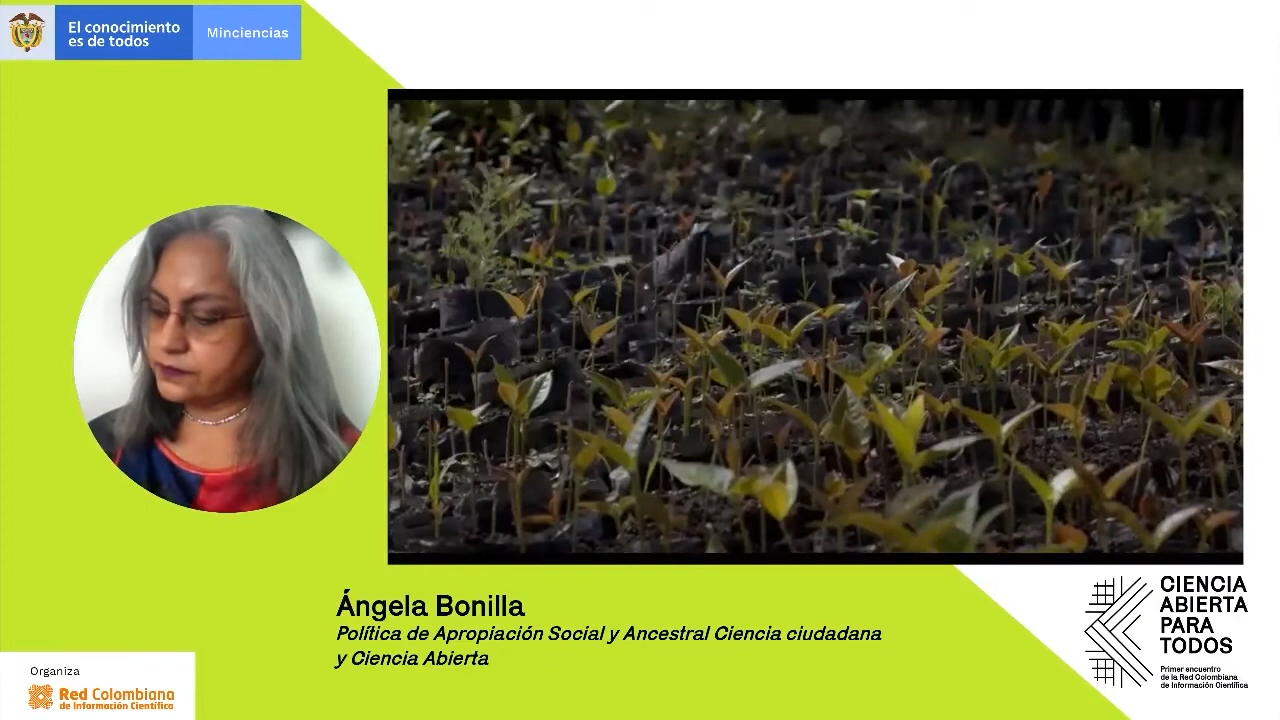 El conocimiento
es de todos
Minciencias
Ángela Bonilla
Política de Apropiación Social y Ancestral Ciencia ciudadana
y Ciencia Abierta
Organiza
Red Colombiana
de Información Científica
CIENCIA
ABIERTA
PARA
TODOS
Primer encuentro
de la Red Colombiana
de Información Científica